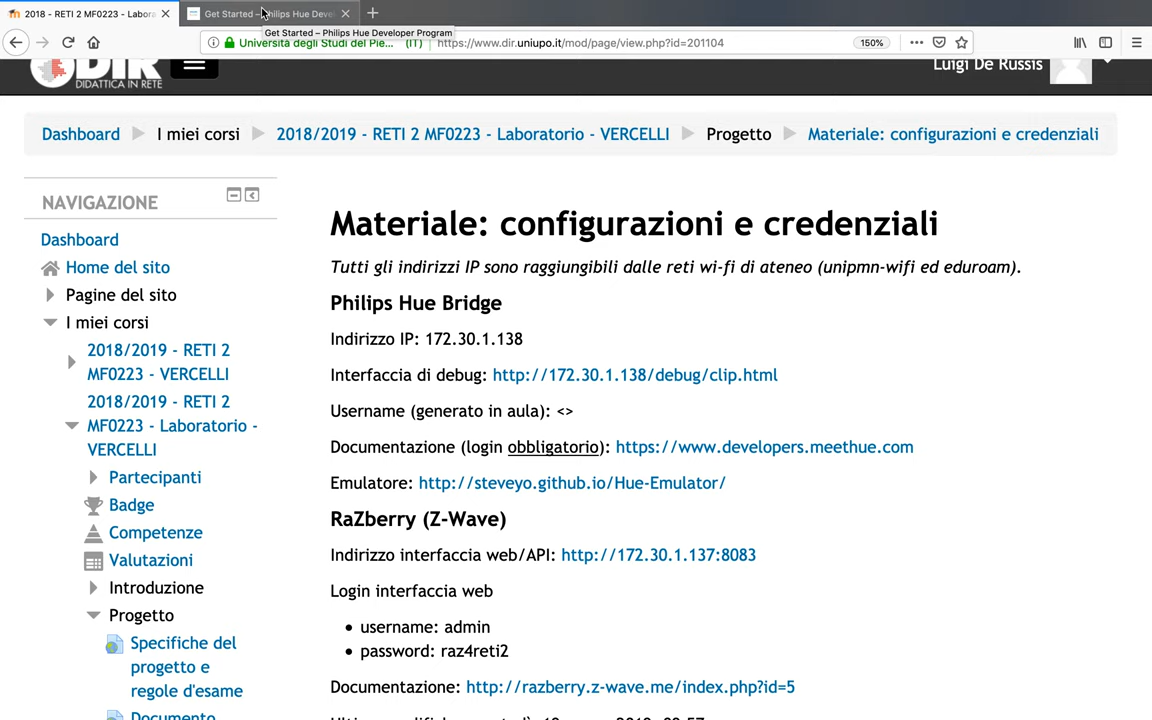 2018 - RETI 2 MF0223 - Labora
Get Started – Philips Hue Deve
Get Started – Philips Hue Developer Program
Università degli Studi del Pie... (IT)
https://www.dir.uniupo.it/mod/page/view.php?id=201104
150%
DIR
DIDATTICA IN RETE
Luigi De Russis
Dashboard I miei corsi 2018/2019 - RETI 2 MF0223 - Laboratorio - VERCELLI Progetto Materiale: configurazioni e credenziali
NAVIGAZIONE
Dashboard
Home del sito
Pagine del sito
I miei corsi
2018/2019 - RETI 2
MF0223 - VERCELLI
2018/2019 - RETI 2
MF0223 - Laboratorio -
VERCELLI
Partecipanti
Badge
Competenze
Valutazioni
Introduzione
Progetto
Specifiche del
progetto e
regole d'esame
Documento
Materiale: configurazioni e credenziali
Tutti gli indirizzi IP sono raggiungibili dalle reti wi-fi di ateneo (unipmn-wifi ed eduroam).
Philips Hue Bridge
Indirizzo IP: 172.30.1.138
Interfaccia di debug: http://172.30.1.138/debug/clip.html
Username (generato in aula): <>
Documentazione (login obbligatorio): https://www.developers.meethue.com
Emulatore: http://steveyo.github.io/Hue-Emulator/
RaZberry (Z-Wave)
Indirizzo interfaccia web/API: http://172.30.1.137:8083
Login interfaccia web
• username: admin
• password: raz4reti2
Documentazione: http://razberry.z-wave.me/index.php?id=5